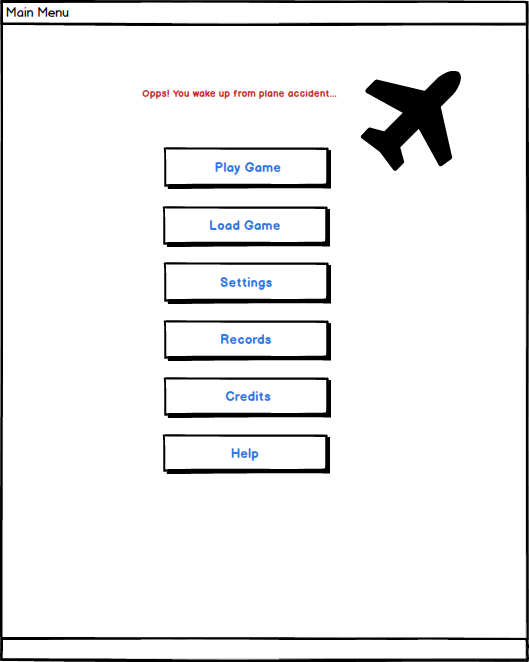 Main Menu
Opps! You wake up from plane accident...
Play Game
Load Game
Settings
Records
Credits
Help